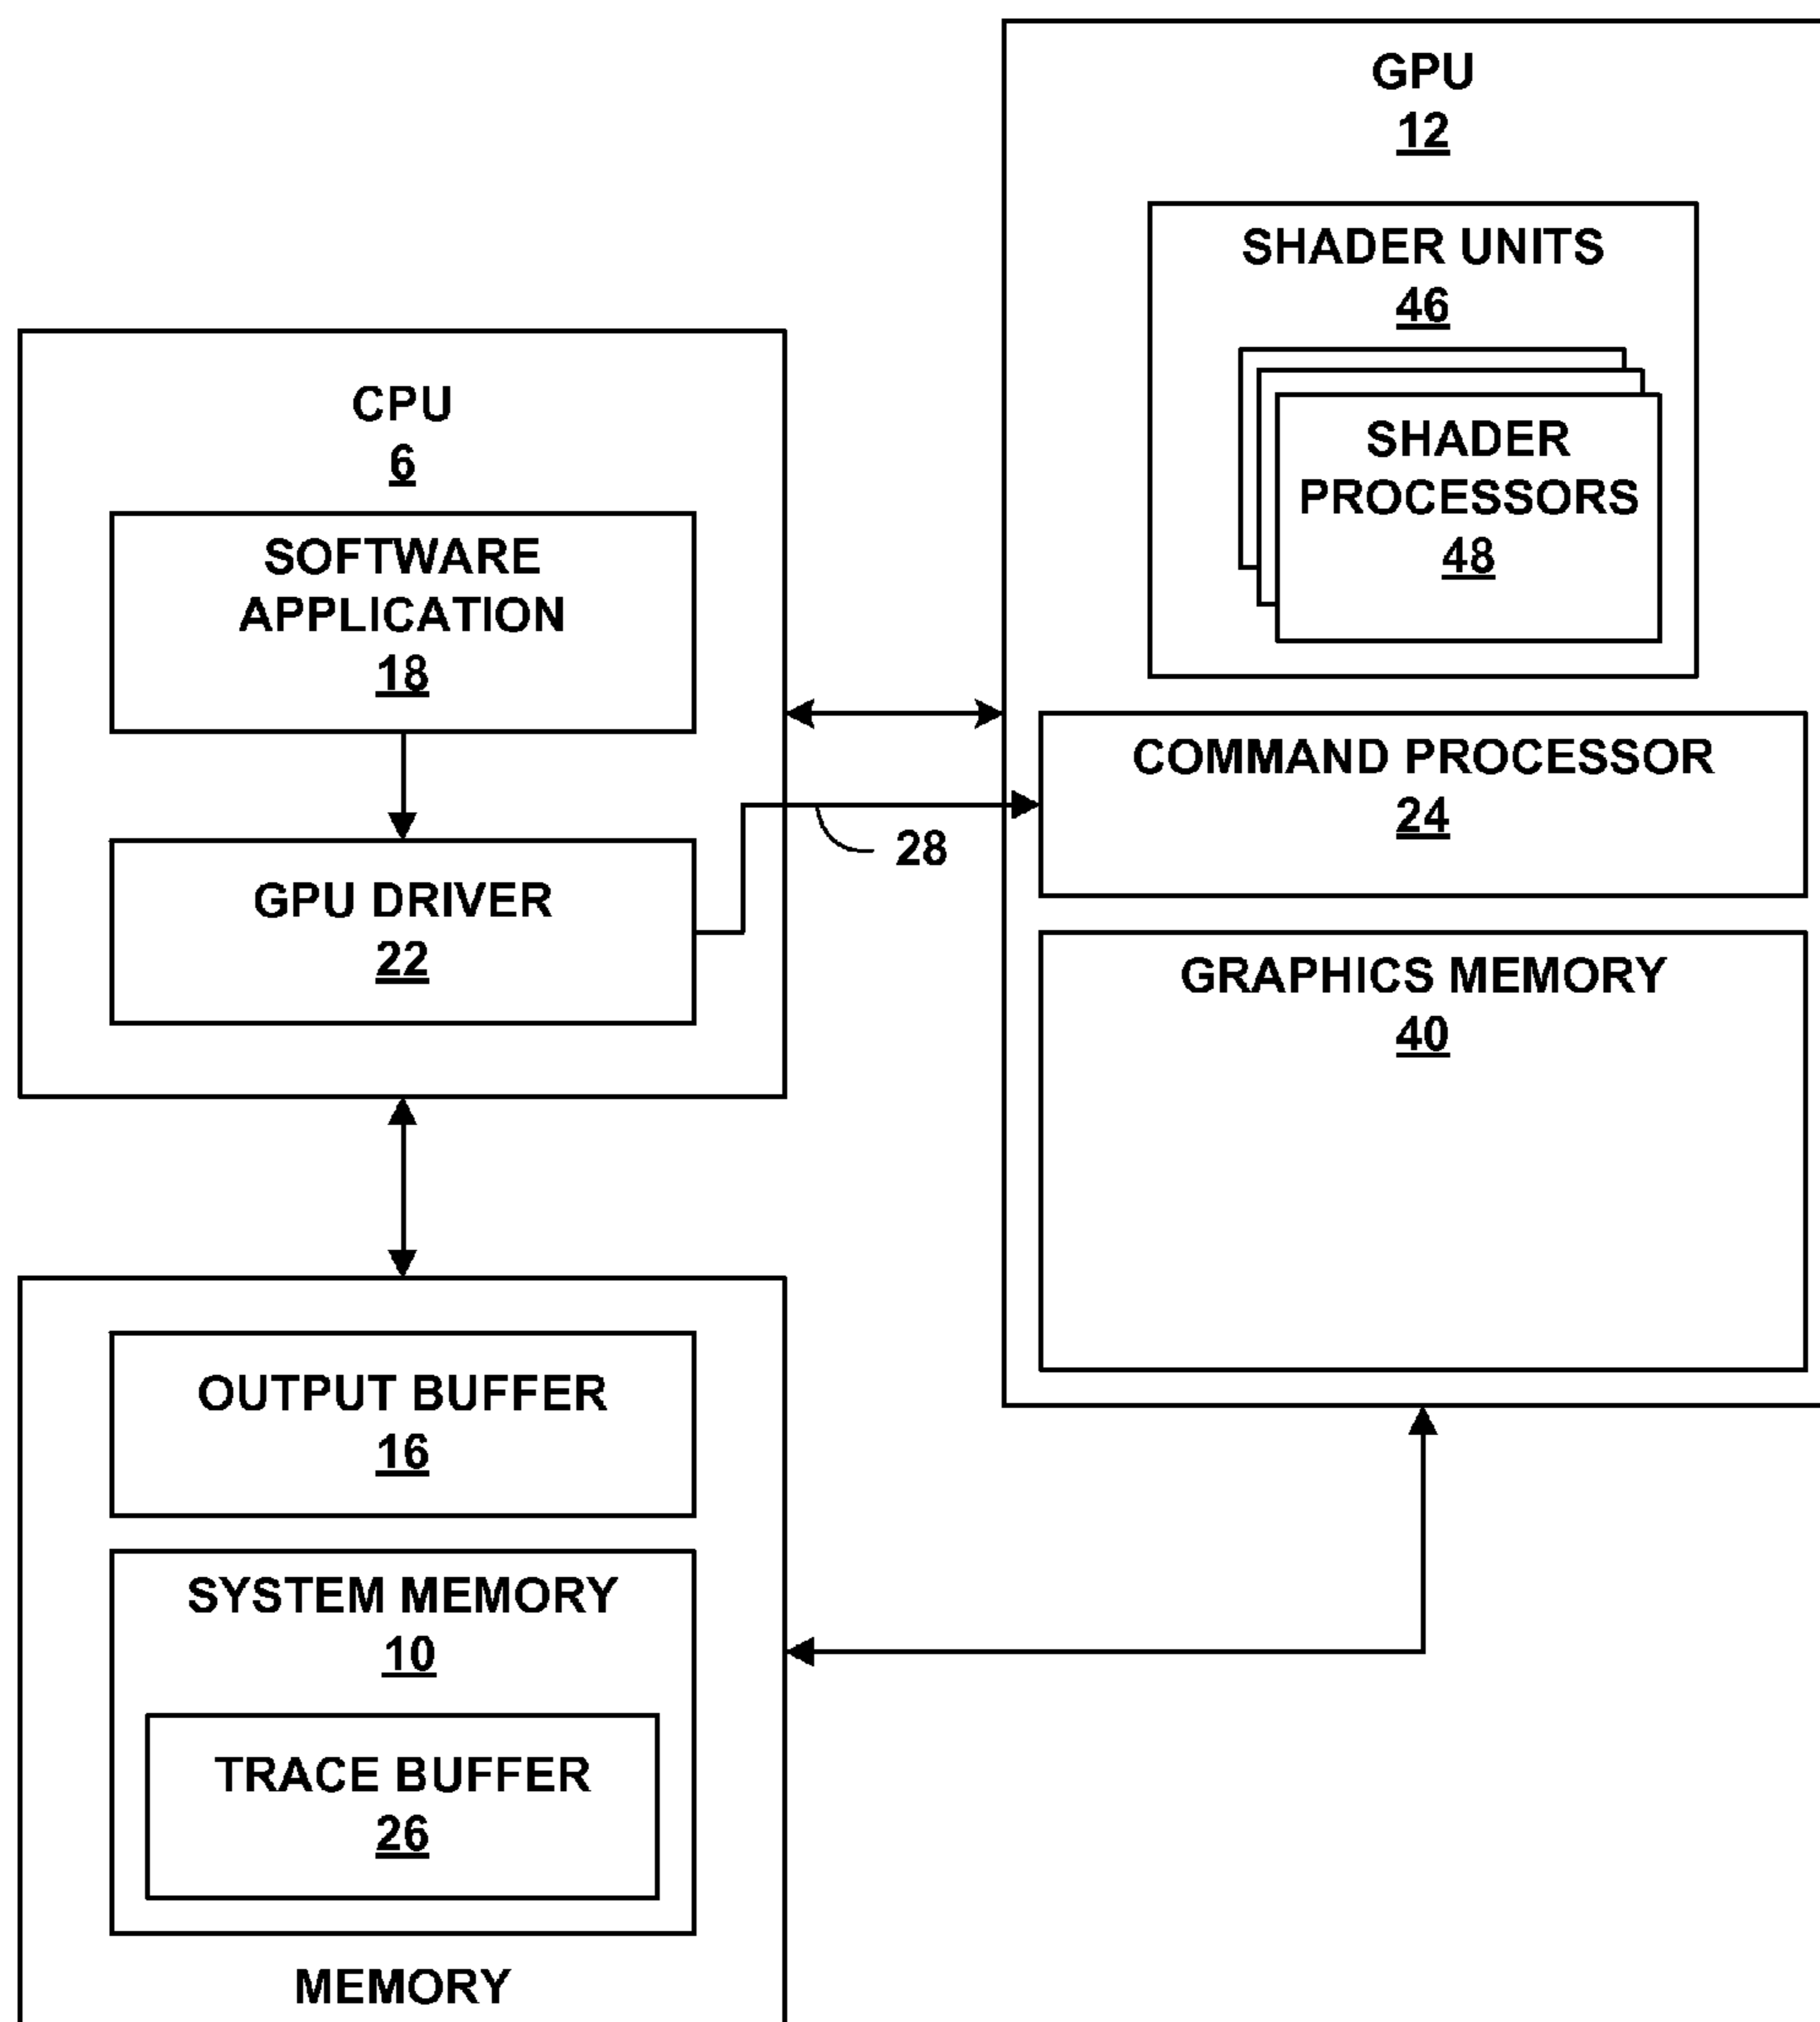 GPU
12
SHADER UNITS
46
SHADER
PROCESSORS
48
CPU
6
SOFTWARE
APPLICATION
18
COMMAND PROCESSOR
24
28
GPU DRIVER
22
GRAPHICS MEMORY
40
OUTPUT BUFFER
16
SYSTEM MEMORY
10
TRACE BUFFER
26
MEMORY